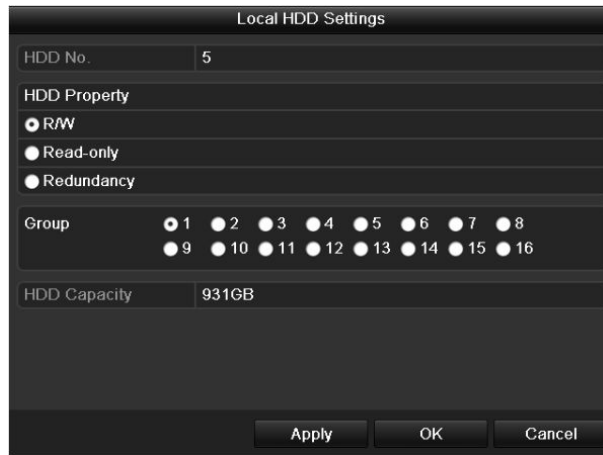 Local HDD Settings
HDD No. 5
HDD Property
R/W
Read-only
Redundancy
Group 1 2 3 4 5 6 7 8
9 10 11 12 13 14 15 16
HDD Capacity 931GB
Apply OK Cancel